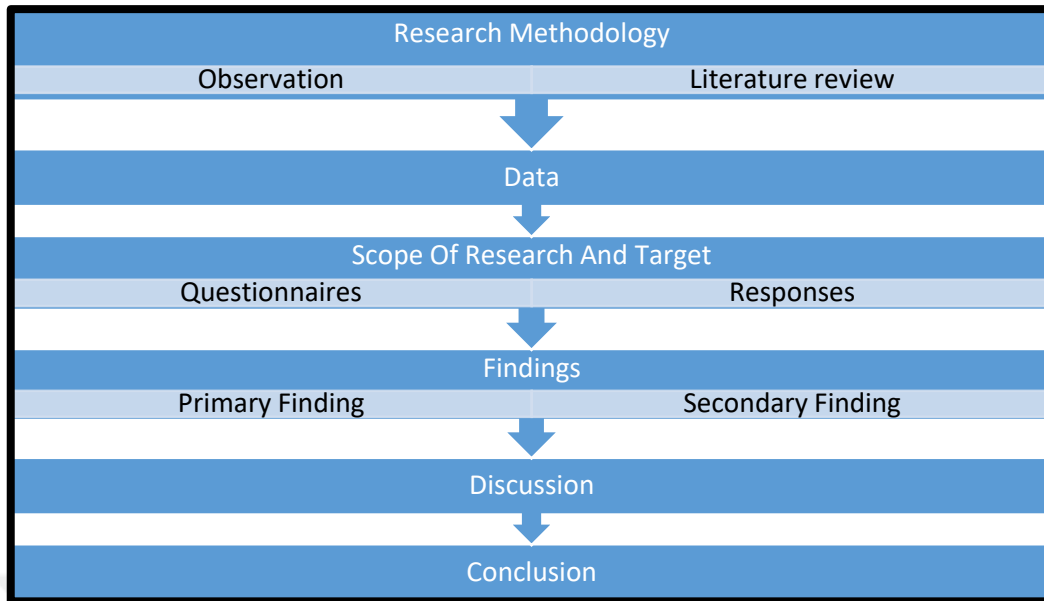 Research Methodology
Observation Literature review
Data
Scope Of Research And Target
Questionnaires Responses
Findings
Primary Finding Secondary Finding
Discussion
Conclusion